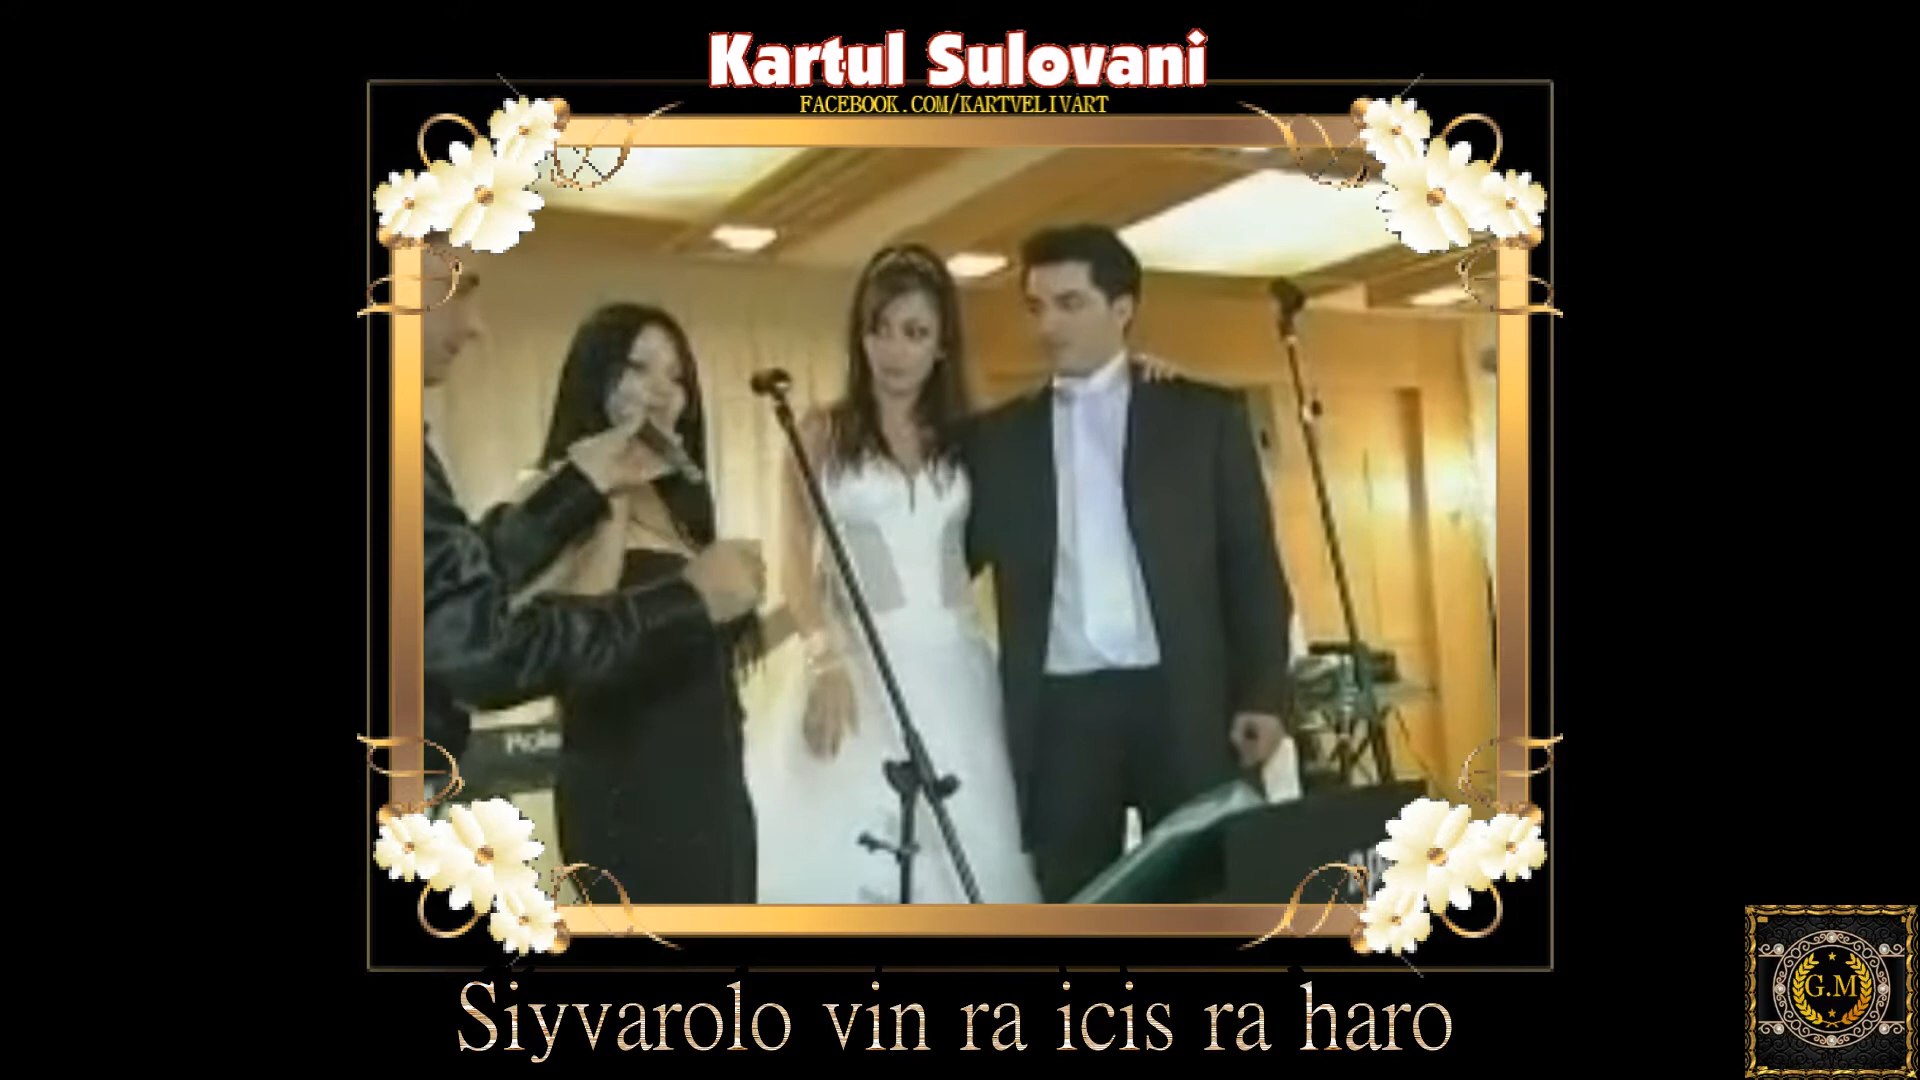 Kartul Sulovani
FACEBOOK.COM/KARTVELIVART
Siyvarolo vin ra icis ra haro
G.M